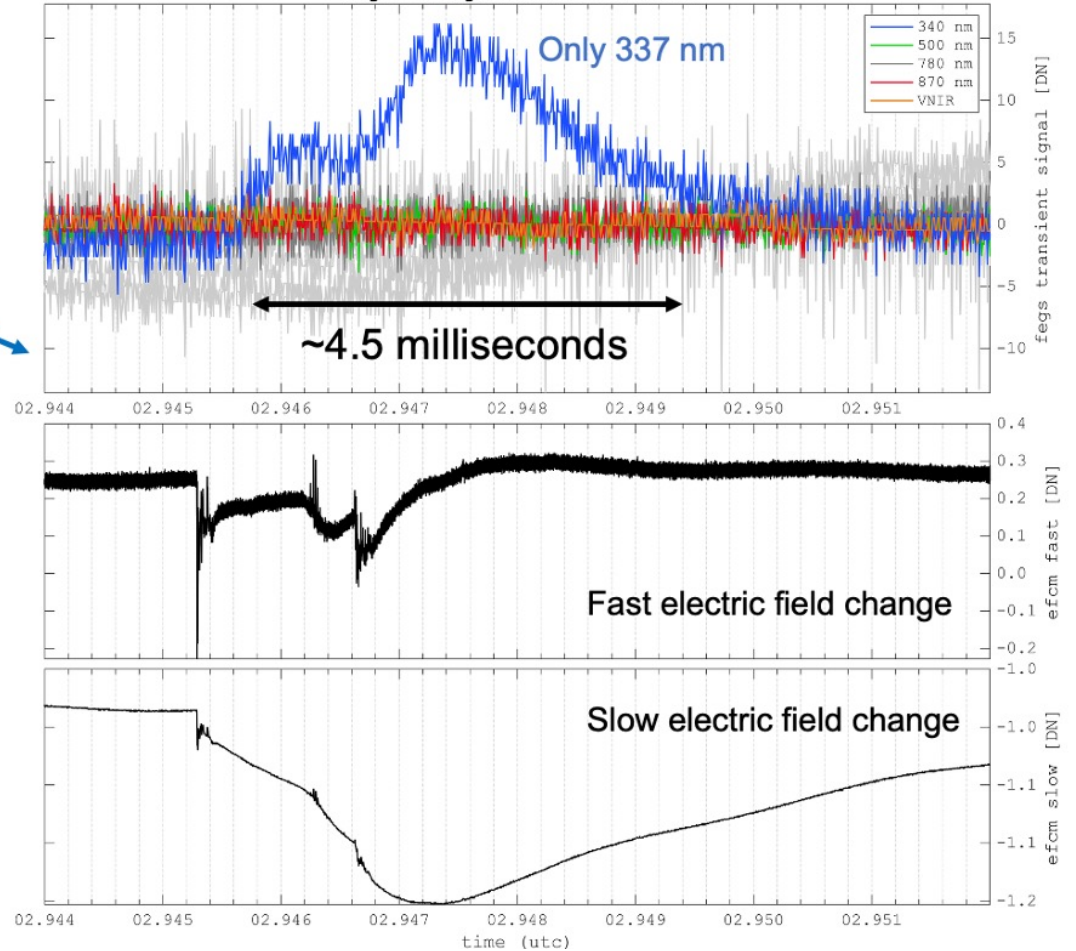 Only 337 nm
340 nm
500 nm
780 nm
870 nm
VNIR
15
10
5
0
-5
-10
fegs transient signal [DN]
~4.5 milliseconds
02.944 02.945 02.946 02.947 02.948 02.949 02.950 02.951
0.4
0.3
0.2
0.1
0.0
-0.1
-0.2
efcm fast [DN]
Fast electric field change
-1.0
-1.0
-1.1
-1.1
-1.2
efcm slow [DN]
Slow electric field change
02.944 02.945 02.946 02.947 02.948 02.949 02.950 02.951
time (utc)